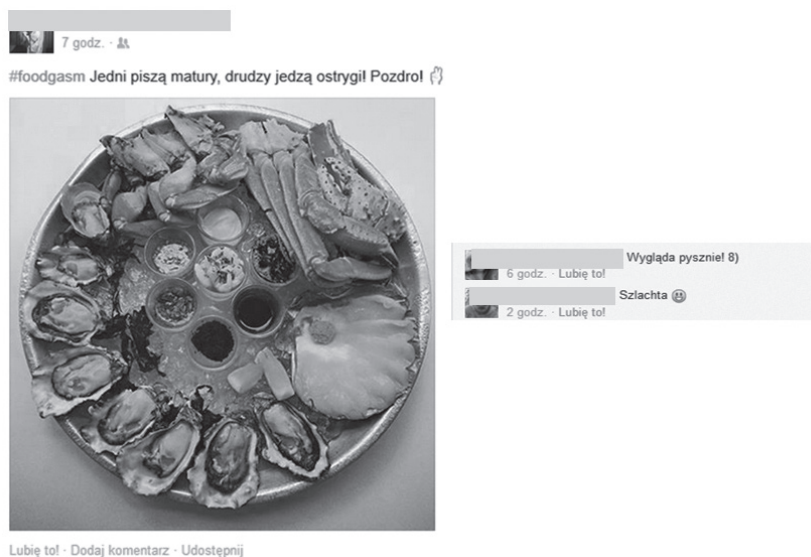 7 godz. ·
#foodgasm Jedni piszą matury, drudzy jedzą ostrygi! Pozdro!
Wygląda pysznie! 8)
6 godz. · Lubię to!
Szlachta
2 godz. · Lubię to!
Lubię to! · Dodaj komentarz · Udostępnij